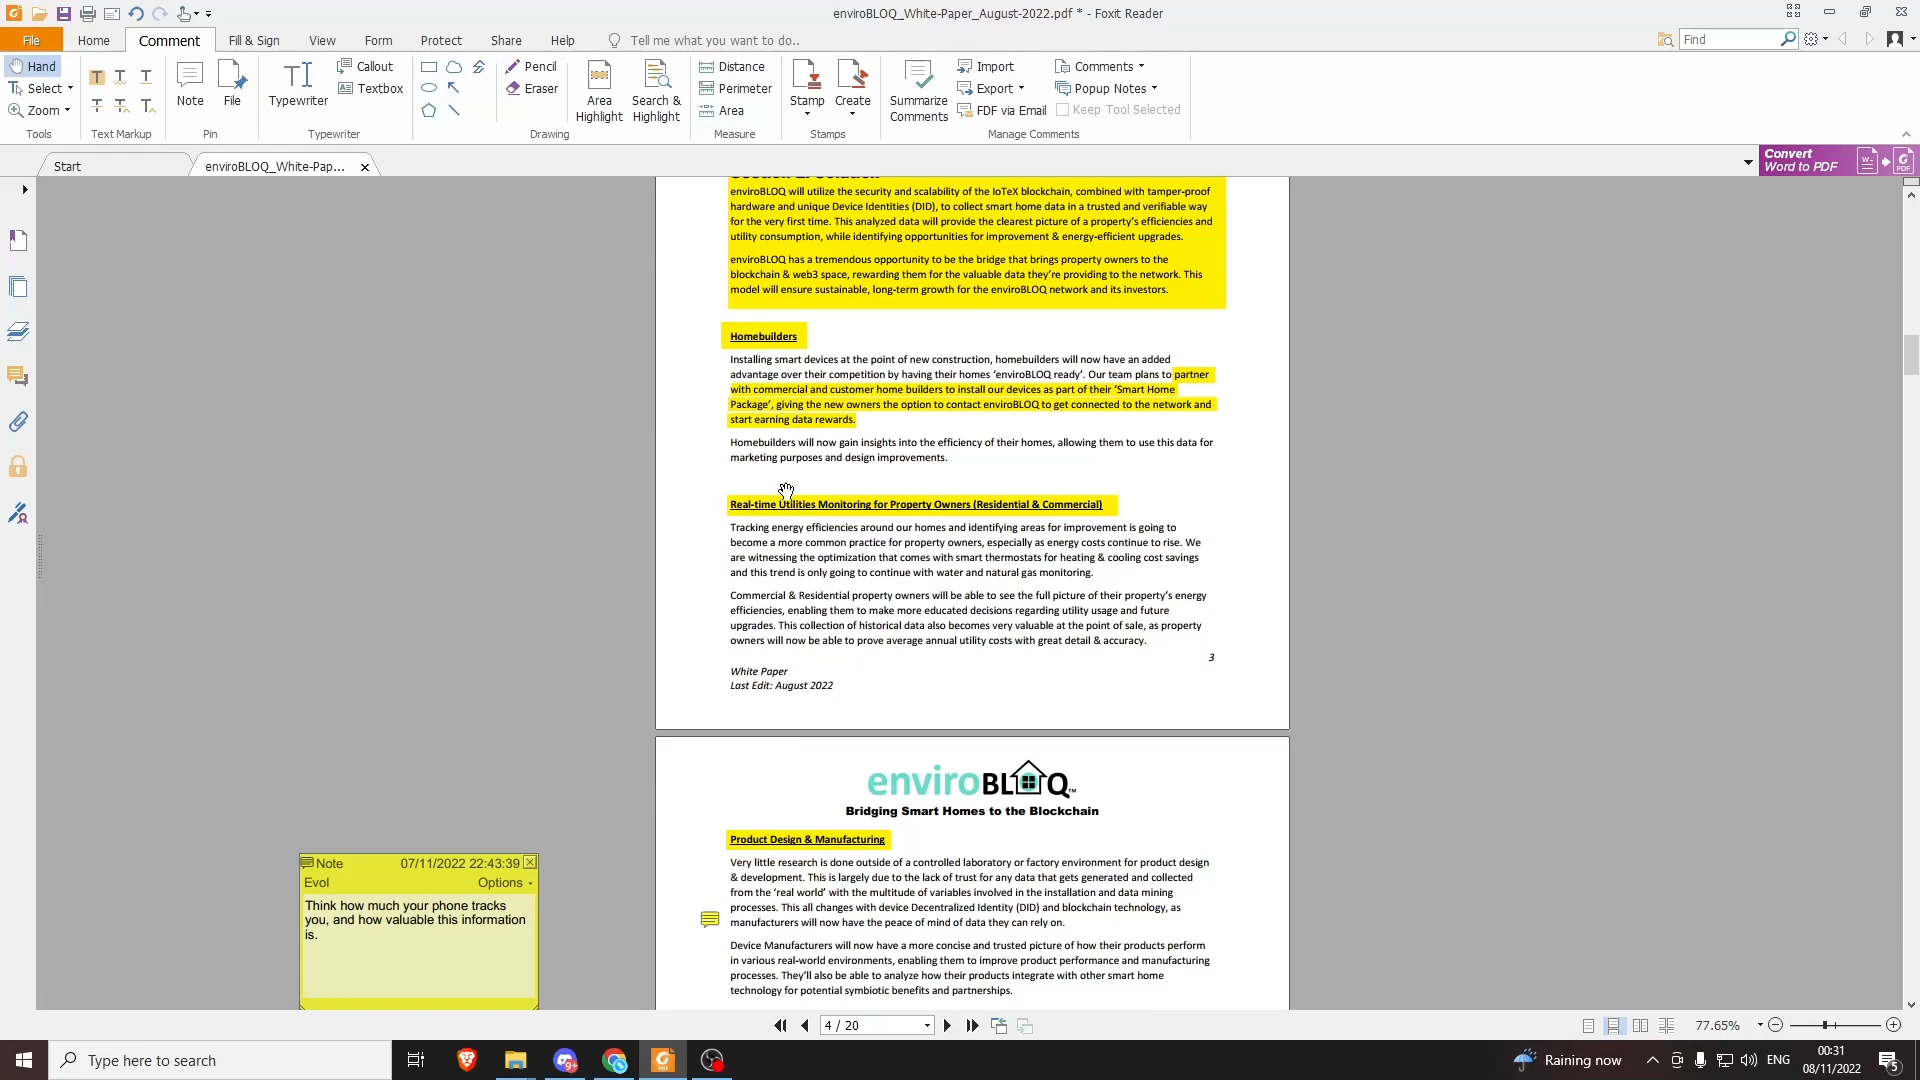 enviroBLOQ_White-Paper_August-2022.pdf * - Foxit Reader
File Home Comment Fill & Sign View Form Protect Share Help Tell me what you want to do.. Find
Hand
Select
Zoom
Tools
Text Markup
Note
File
Pin
Typewriter
Callout
Textbox
Typewriter
Pencil
Eraser
Area
Highlight
Search &
Highlight
Drawing
Distance
Perimeter
Area
Measure
Stamp
Create
Stamps
Summarize
Comments
Import
Export
FDF via Email
Comments
Popup Notes
Keep Tool Selected
Manage Comments
Start
enviroBLOQ_White-Pap...
Convert
Word to PDF
enviroBLOQ will utilize the security and scalability of the IoTeX blockchain, combined with tamper-proof
hardware and unique Device Identities (DID), to collect smart home data in a trusted and verifiable way
for the very first time. This analyzed data will provide the clearest picture of a property's efficiencies and
utility consumption, while identifying opportunities for improvement & energy-efficient upgrades.
enviroBLOQ has a tremendous opportunity to be the bridge that brings property owners to the
blockchain & web3 space, rewarding them for the valuable data they're providing to the network. This
model will ensure sustainable, long-term growth for the enviroBLOQ network and its investors.
Homebuilders
Installing smart devices at the point of new construction, homebuilders will now have an added
advantage over their competition by having their homes 'enviroBLOQ ready'. Our team plans to partner
with commercial and customer home builders to install our devices as part of their 'Smart Home
Package', giving the new owners the option to contact enviroBLOQ to get connected to the network and
start earning data rewards.
Homebuilders will now gain insights into the efficiency of their homes, allowing them to use this data for
marketing purposes and design improvements.
Real-time Utilities Monitoring for Property Owners (Residential & Commercial)
Tracking energy efficiencies around our homes and identifying areas for improvement is going to
become a more common practice for property owners, especially as energy costs continue to rise. We
are witnessing the optimization that comes with smart thermostats for heating & cooling cost savings
and this trend is only going to continue with water and natural gas monitoring.
Commercial & Residential property owners will be able to see the full picture of their property's energy
efficiencies, enabling them to make more educated decisions regarding utility usage and future
upgrades. This collection of historical data also becomes very valuable at the point of sale, as property
owners will now be able to prove average annual utility costs with great detail & accuracy.
3
White Paper
Last Edit: August 2022
enviroBLOQ™
Bridging Smart Homes to the Blockchain
Product Design & Manufacturing
Very little research is done outside of a controlled laboratory or factory environment for product design
& development. This is largely due to the lack of trust for any data that gets generated and collected
from the 'real world' with the multitude of variables involved in the installation and data mining
processes. This all changes with device Decentralized Identity (DID) and blockchain technology, as
manufacturers will now have the peace of mind of data they can rely on.
Device Manufacturers will now have a more concise and trusted picture of how their products perform
in various real-world environments, enabling them to improve product performance and manufacturing
processes. They'll also be able to analyze how their products integrate with other smart home
technology for potential symbiotic benefits and partnerships.
Note 07/11/2022 22:43:39
Evol Options
Think how much your phone tracks
you, and how valuable this information
is.
4 / 20
77.65%
Type here to search
Raining now
ENG
00:31
08/11/2022
5